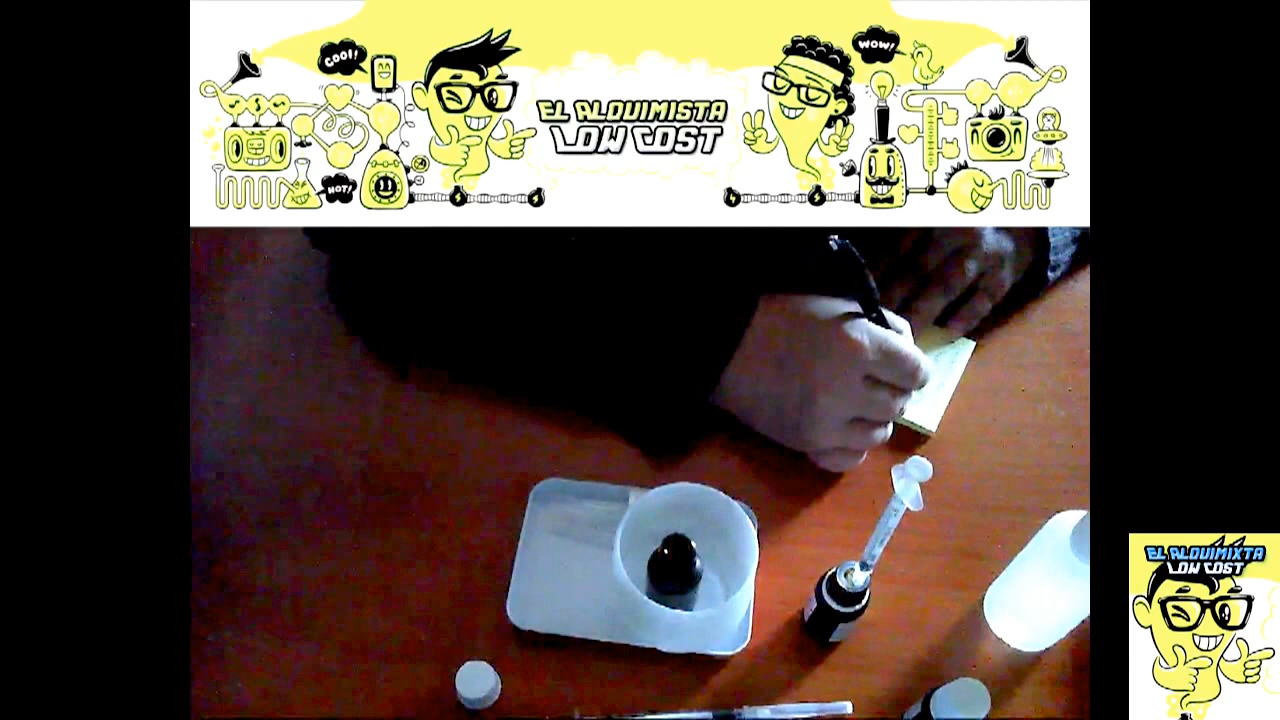 COOL!
WOW!
EL ALQUIMISTA
LOW COST
HOT!
EL ALQUIMIXTA
LOW COST